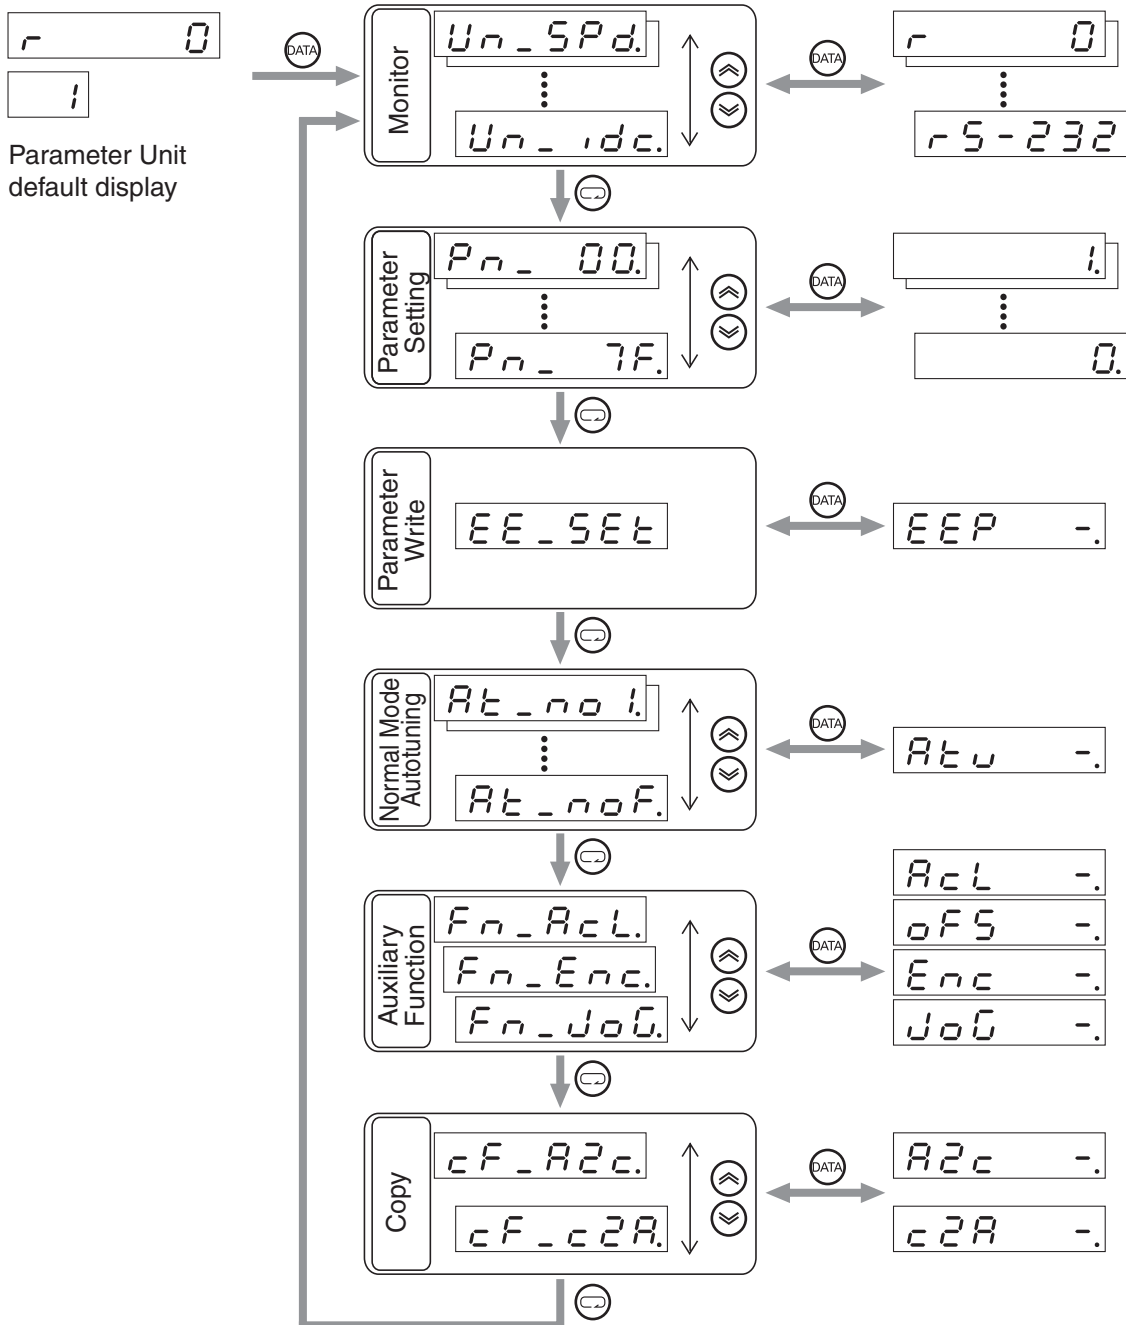 r 0
1
Parameter Unit
default display
DATA
Monitor
Un_SPd.
Un_idc.
DATA
r 0
rS-232
Parameter
Setting
Pn_ 00.
Pn_ 7F.
DATA
1.
0.
Parameter
Write
EE_SEt
DATA
EEP -.
Normal Mode
Autotuning
At_no1.
At_noF.
DATA
Atu -.
Auxiliary
Function
Fn_AcL.
Fn_Enc.
Fn_JoG.
DATA
AcL -.
oFS -.
Enc -.
JoG -.
Copy
cF_A2c.
cF_c2A.
DATA
A2c -.
c2A -.